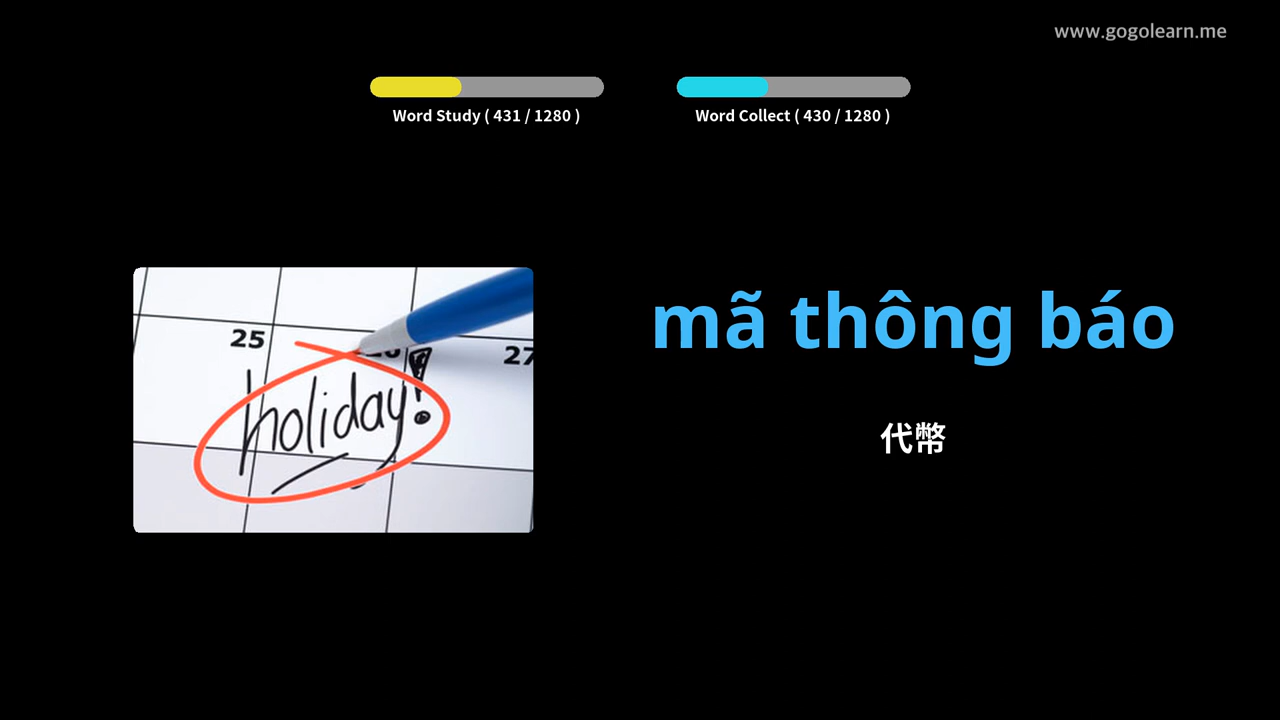 www.gogolearn.me
Word Study ( 431 / 1280 )
Word Collect ( 430 / 1280 )
25
27
holiday!
mã thông báo
代幣